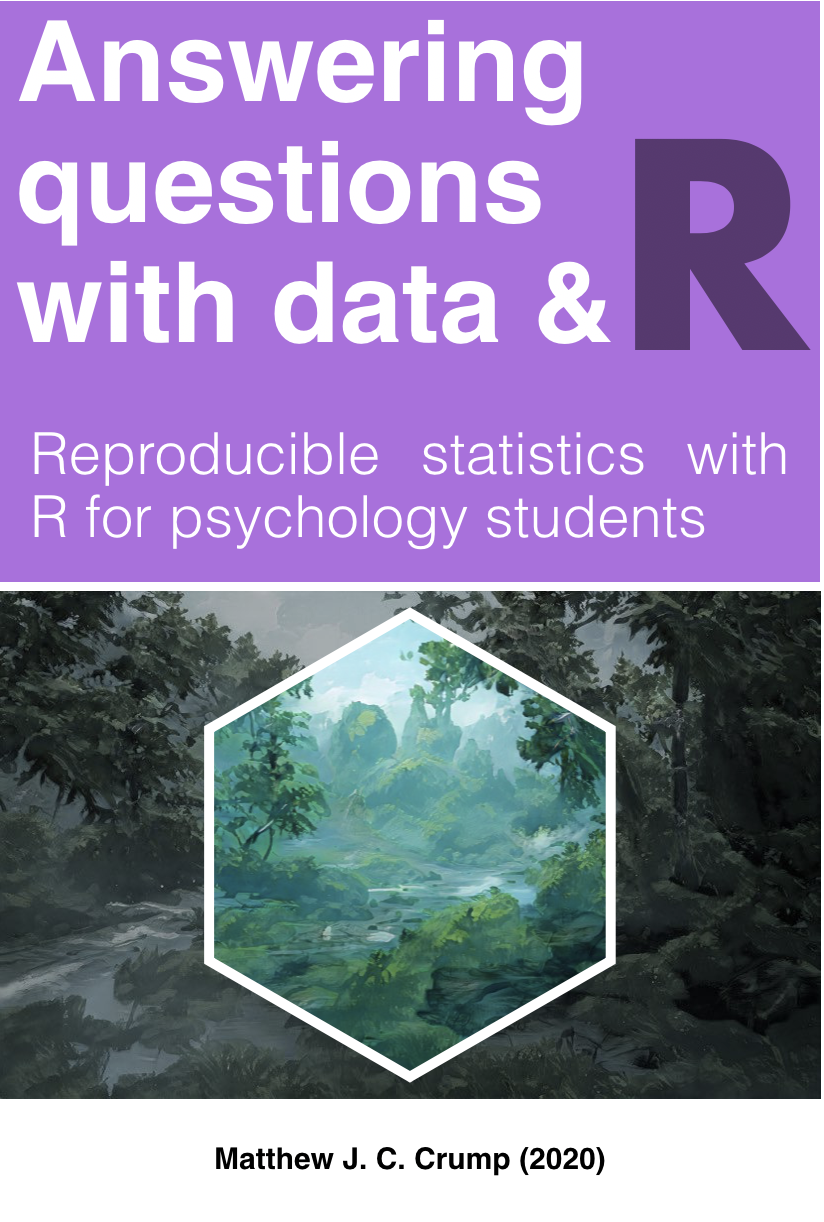 Answering
questions
with data & R
Reproducible statistics with
R for psychology students
Matthew J. C. Crump (2020)